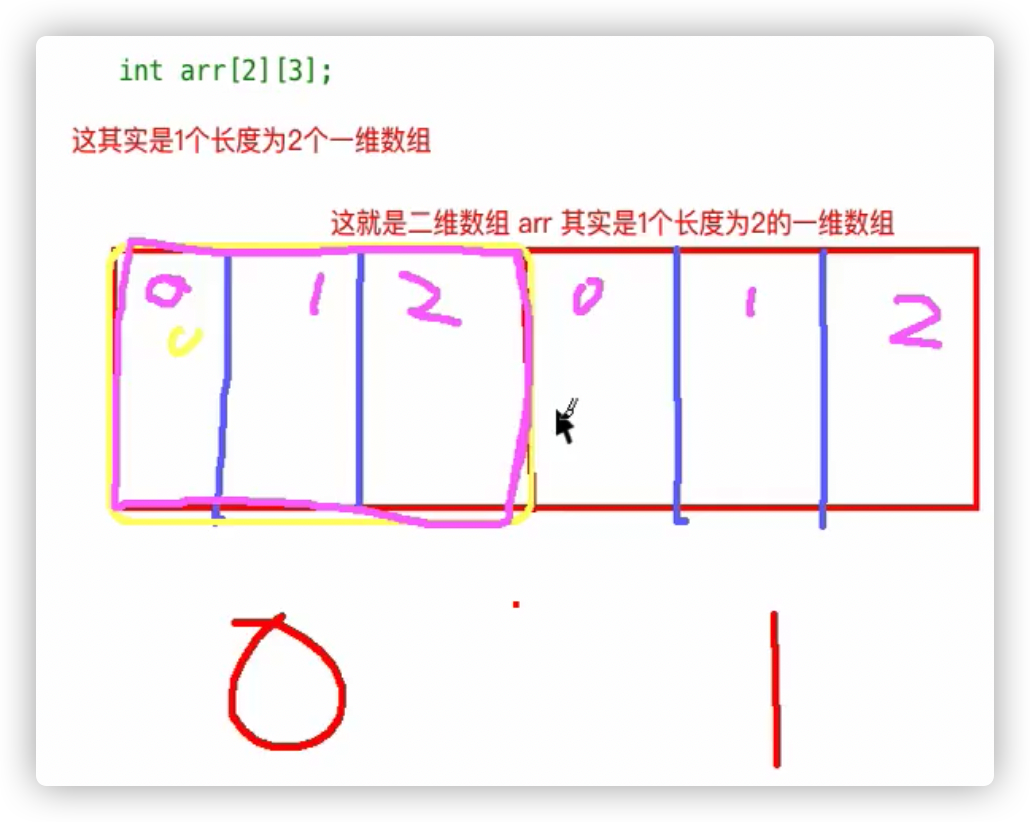 int arr[2][3];
这其实是1个长度为2个一维数组
这就是二维数组 arr 其实是1个长度为2的一维数组
0 1 2 0 1 2
0
0 1